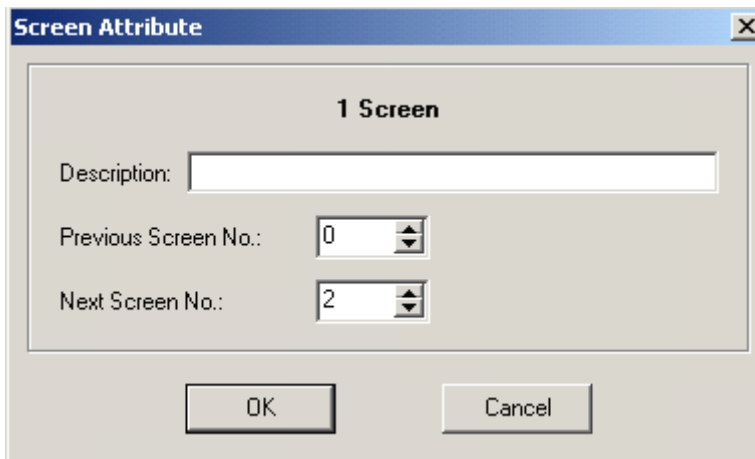 Screen Attribute
1 Screen
Description:
Previous Screen No.: 0
Next Screen No.: 2
OK Cancel